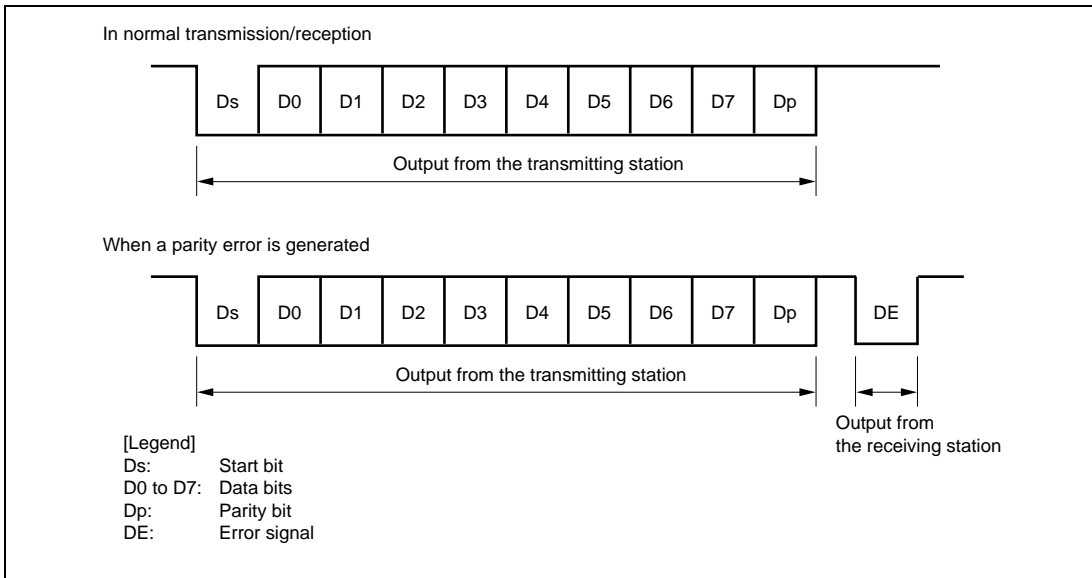 In normal transmission/reception
Ds D0 D1 D2 D3 D4 D5 D6 D7 Dp
Output from the transmitting station
When a parity error is generated
Ds D0 D1 D2 D3 D4 D5 D6 D7 Dp DE
Output from the transmitting station
Output from
the receiving station
[Legend]
Ds: Start bit
D0 to D7: Data bits
Dp: Parity bit
DE: Error signal